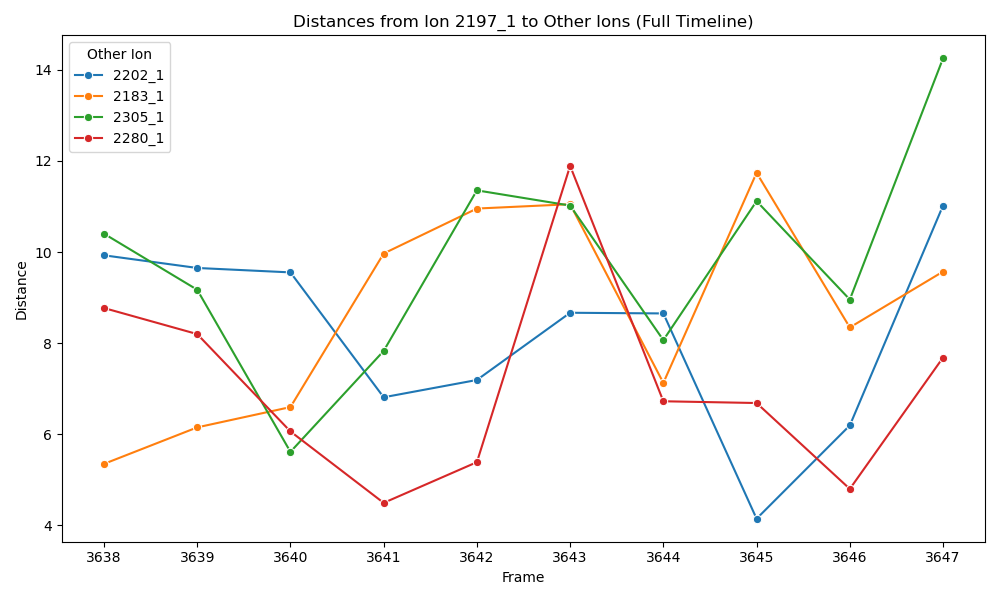 Distances from Ion 2197_1 to Other Ions (Full Timeline)
Other Ion
2202_1
2183_1
2305_1
2280_1
14
12
10
8
6
4
Distance
3638 3639 3640 3641 3642 3643 3644 3645 3646 3647
Frame